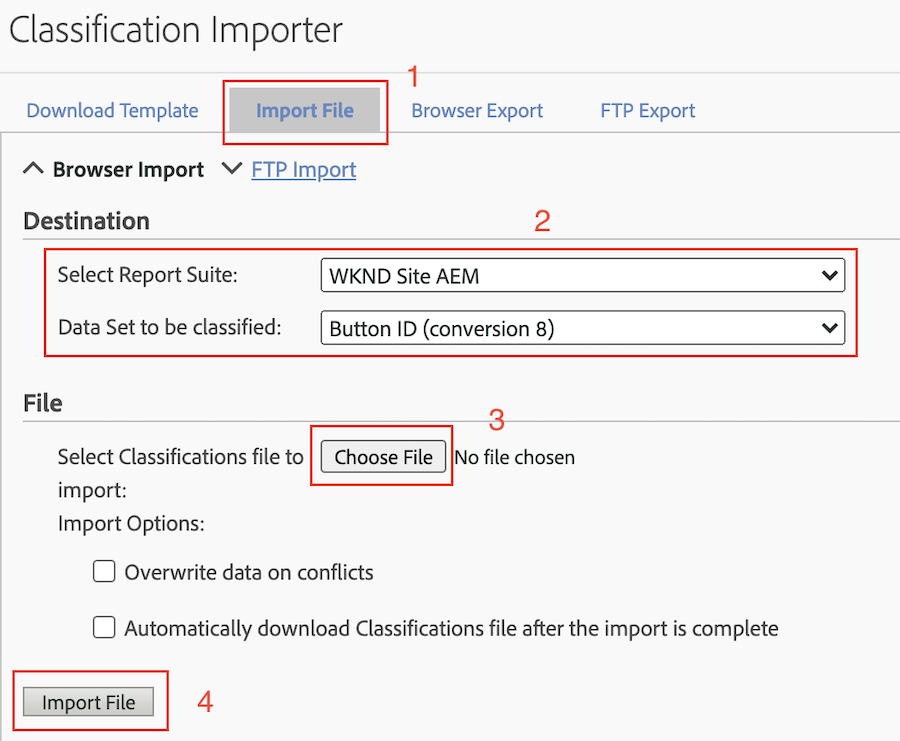 Classification Importer
1
Download Template Import File Browser Export FTP Export
Browser Import FTP Import
Destination
2
Select Report Suite: WKND Site AEM
Data Set to be classified: Button ID (conversion 8)
File
3
Select Classifications file to Choose File No file chosen
import:
Import Options:
Overwrite data on conflicts
Automatically download Classifications file after the import is complete
Import File 4